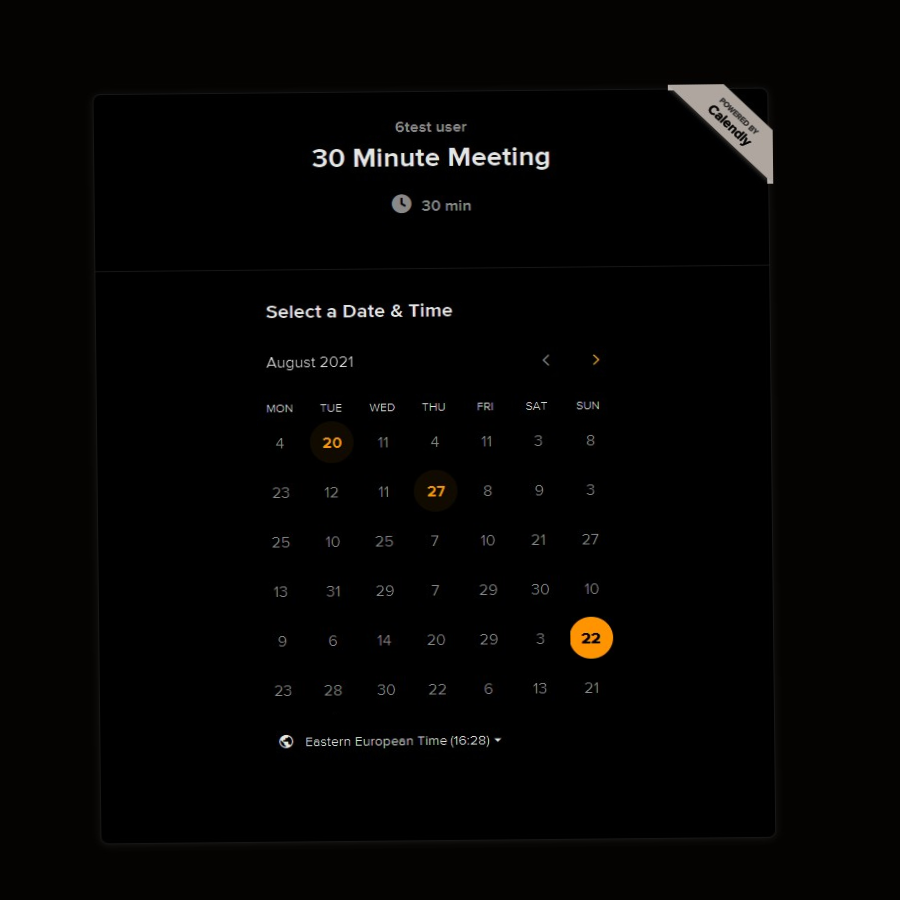 POWERED BY
Calendly
6test user
30 Minute Meeting
30 min
Select a Date & Time
August 2021
MON TUE WED THU FRI SAT SUN
4 20 11 4 11 3 8
23 12 11 27 8 9 3
25 10 25 7 10 21 27
13 31 29 7 29 30 10
9 6 14 20 29 3 22
23 28 30 22 6 13 21
Eastern European Time (16:28)